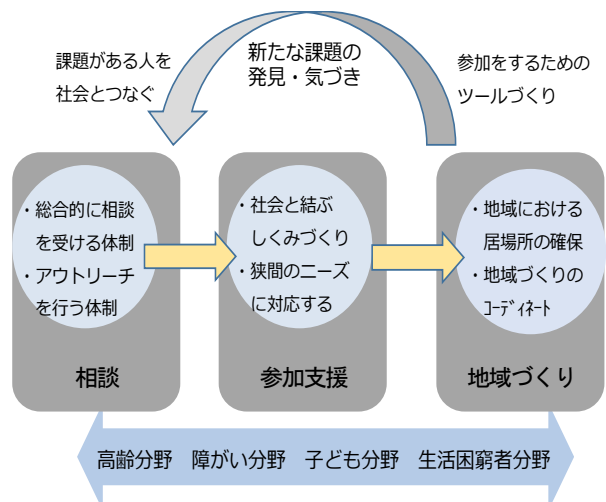 課題がある人を
社会とつなぐ
新たな課題の
発見・気づき
参加をするための
ツールづくり
・総合的に相談
を受ける体制
・アウトリーチ
を行う体制
相談
・社会と結ぶ
しくみづくり
・狭間のニーズ
に対応する
参加支援
・地域における
居場所の確保
・地域づくりの
ｺｰﾃﾞｨﾈｰﾄ
地域づくり
高齢分野 障がい分野 子ども分野 生活困窮者分野